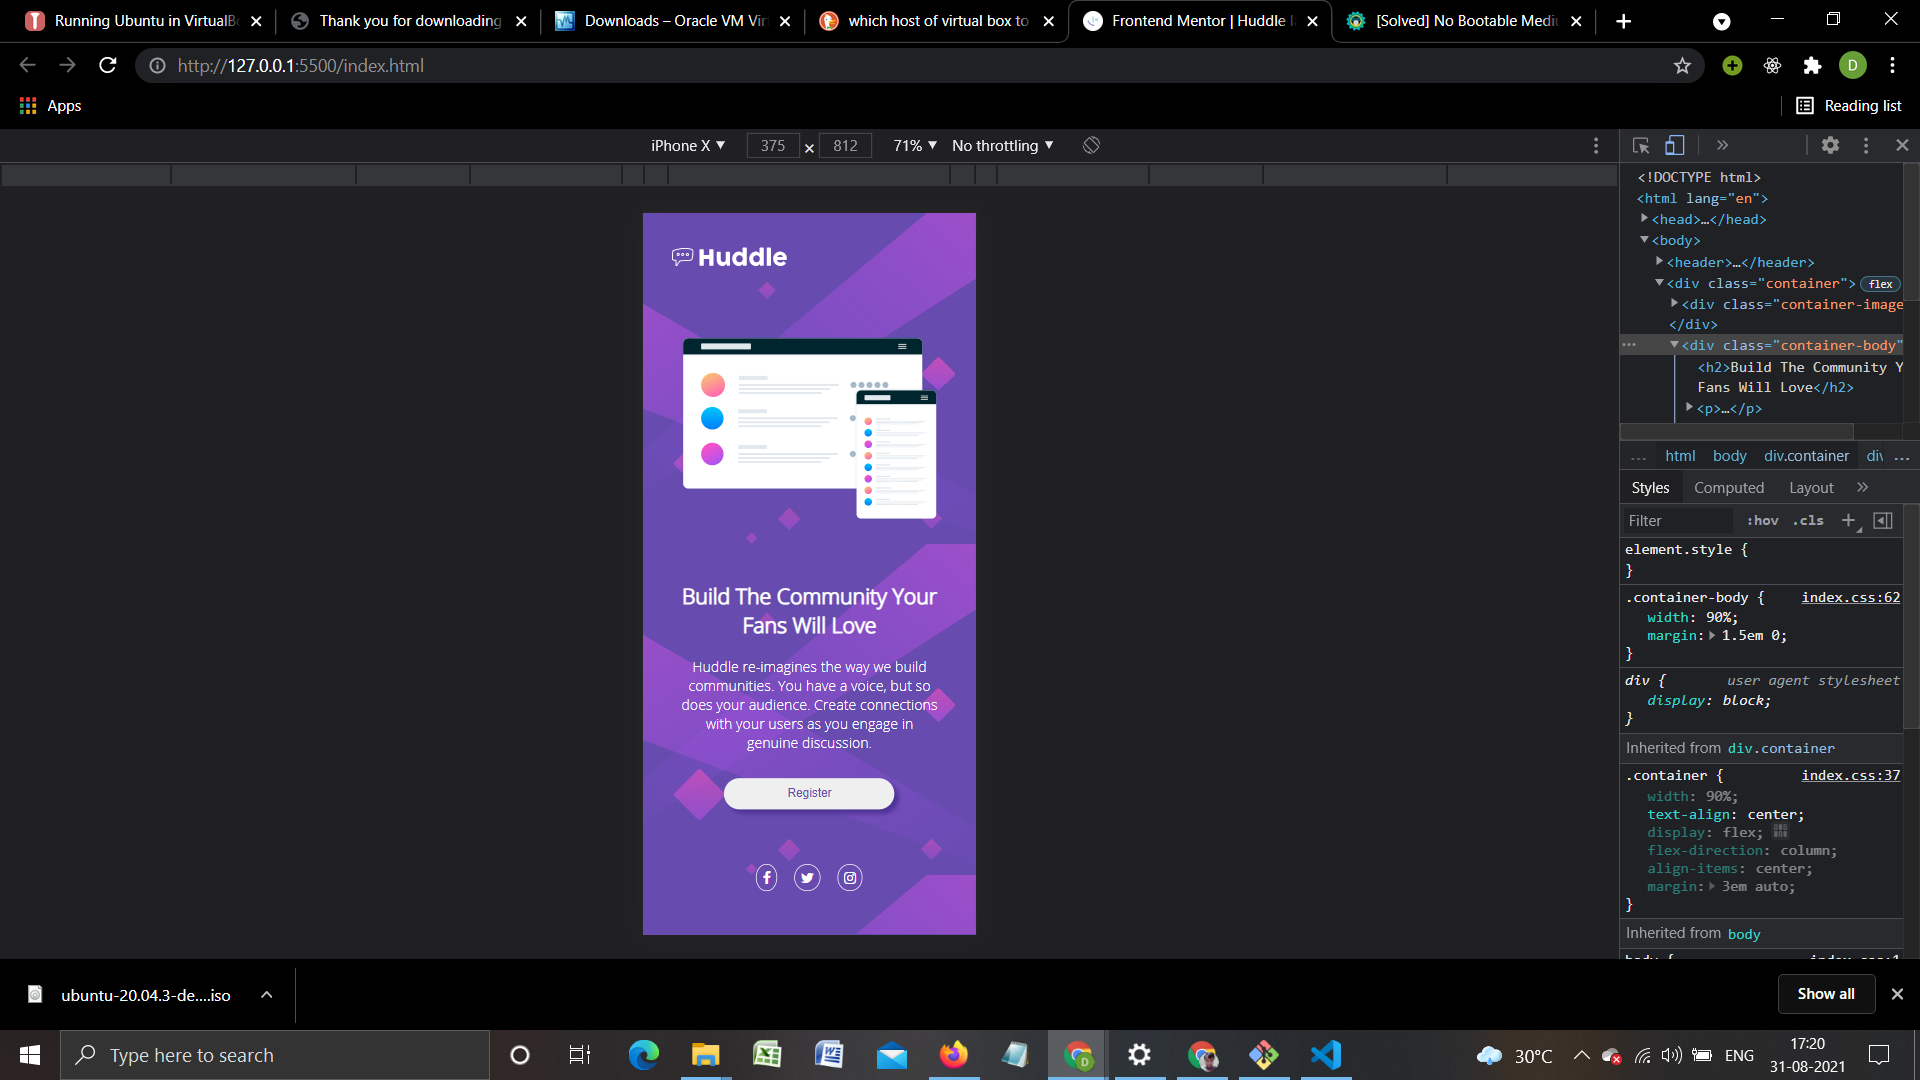 Running Ubuntu in VirtualBo
Thank you for downloading
Downloads – Oracle VM Vir
which host of virtual box to
Frontend Mentor | Huddle la
[Solved] No Bootable Mediu
http://127.0.0.1:5500/index.html
D
Apps
Reading list
iPhone X
375
×
812
71%
No throttling
<!DOCTYPE html>
<html lang="en">
<head>…</head>
<body>
<header>…</header>
<div class="container"> flex
<div class="container-image
</div>
<div class="container-body"
<h2>Build The Community Y
Fans Will Love</h2>
<p>…</p>
... html body div.container div ...
Styles Computed Layout
Filter :hov .cls
element.style {
}
.container-body { index.css:62
width: 90%;
margin: 1.5em 0;
}
div { user agent stylesheet
display: block;
}
Inherited from div.container
.container { index.css:37
width: 90%;
text-align: center;
display: flex;
flex-direction: column;
align-items: center;
margin: 3em auto;
}
Inherited from body
body { index.css:1
Huddle
Build The Community Your
Fans Will Love
Huddle re-imagines the way we build
communities. You have a voice, but so
does your audience. Create connections
with your users as you engage in
genuine discussion.
Register
ubuntu-20.04.3-de....iso
Show all
Type here to search
30°C
ENG
17:20
31-08-2021